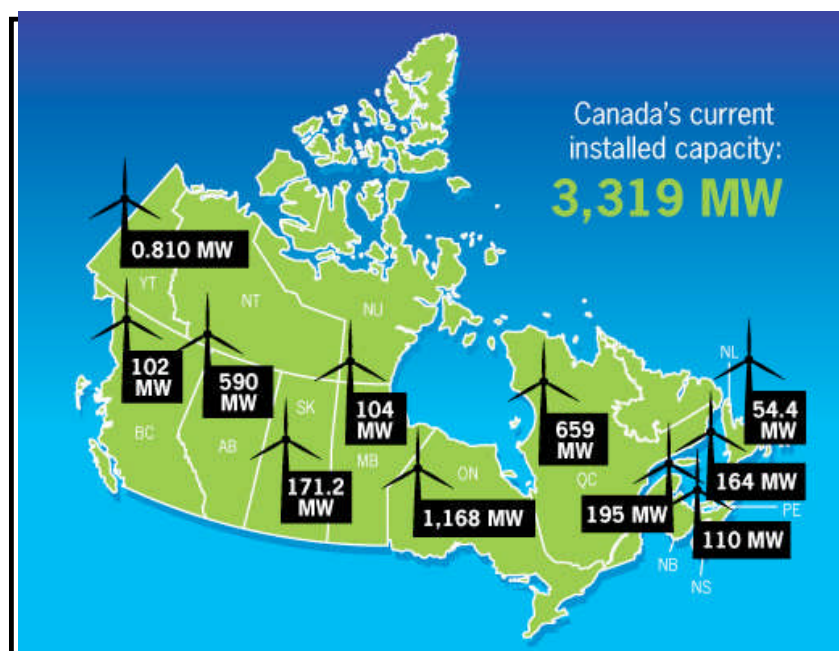 Canada's current
installed capacity:
3,319 MW
0.810 MW
YT
NT
NU
102
MW
590
MW
104
MW
BC
AB
SK
MB
171.2
MW
ON
1,168 MW
659
MW
QC
NL
54.4
MW
164 MW
195 MW
PE
110 MW
NB
NS